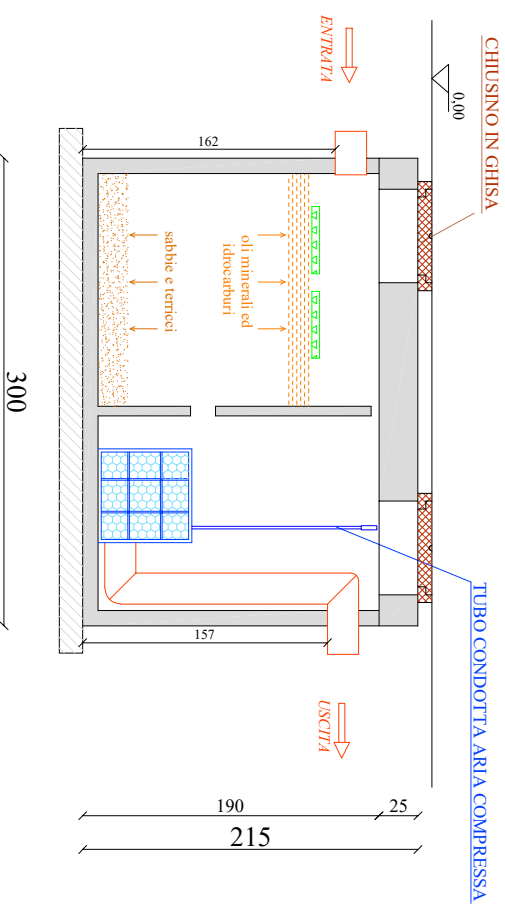 CHIUSINO IN GHISA
0,00
ENTRATA
162
oli minerali ed
idrocarburi
sabbie e terricci
TUBO CONDOTTA ARIA COMPRESSA
USCITA
157
25
190
215
300